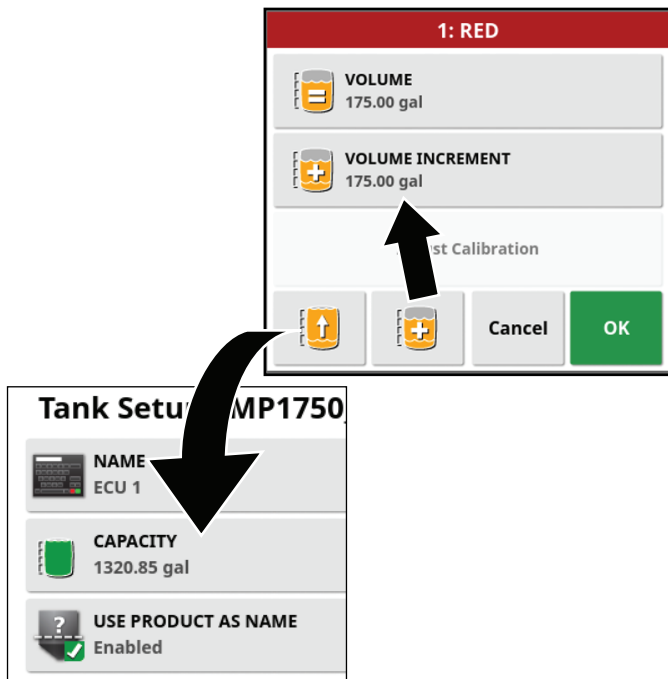 1: RED
VOLUME
175.00 gal
VOLUME INCREMENT
175.00 gal
Calibration
Cancel
OK
Tank
MP1750
NAME
ECU 1
CAPACITY
1320.85 gal
USE PRODUCT AS NAME
Enabled